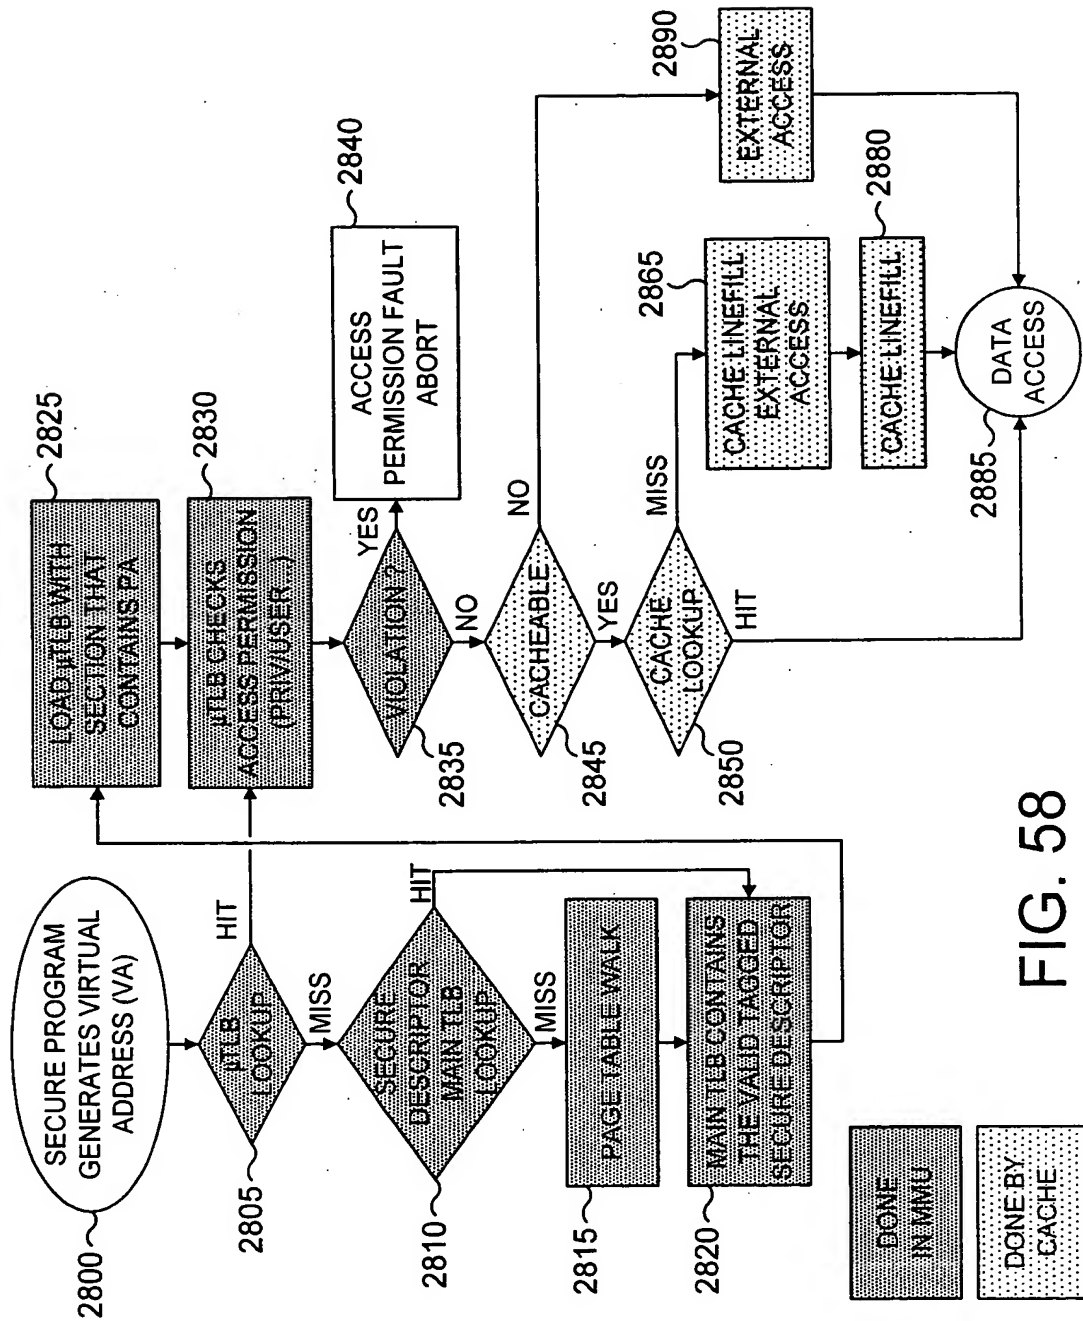 2800
SECURE PROGRAM
GENERATES VIRTUAL
ADDRESS (VA)
2805
µTLB
LOOKUP
HIT
MISS
2810
SECURE
DESCRIPTOR
MAIN TLB
LOOKUP
HIT
MISS
2815
PAGE TABLE WALK
2820
MAIN TLB CONTAINS
THE VALID TAGGED
SECURE DESCRIPTOR
LOAD µTLB WITH
SECTION THAT
CONTAINS PA
2825
µTLB CHECKS
ACCESS PERMISSION
(PRIV/USER...)
2830
VIOLATION?
2835
YES
NO
ACCESS
PERMISSION FAULT
ABORT
2840
CACHEABLE
2845
NO
YES
CACHE
LOOKUP
2850
MISS
HIT
CACHE LINEFILL
EXTERNAL
ACCESS
2865
CACHE LINEFILL
2880
EXTERNAL
ACCESS
2890
DATA
ACCESS
2885
DONE
IN MMU
DONE BY
CACHE
FIG. 58